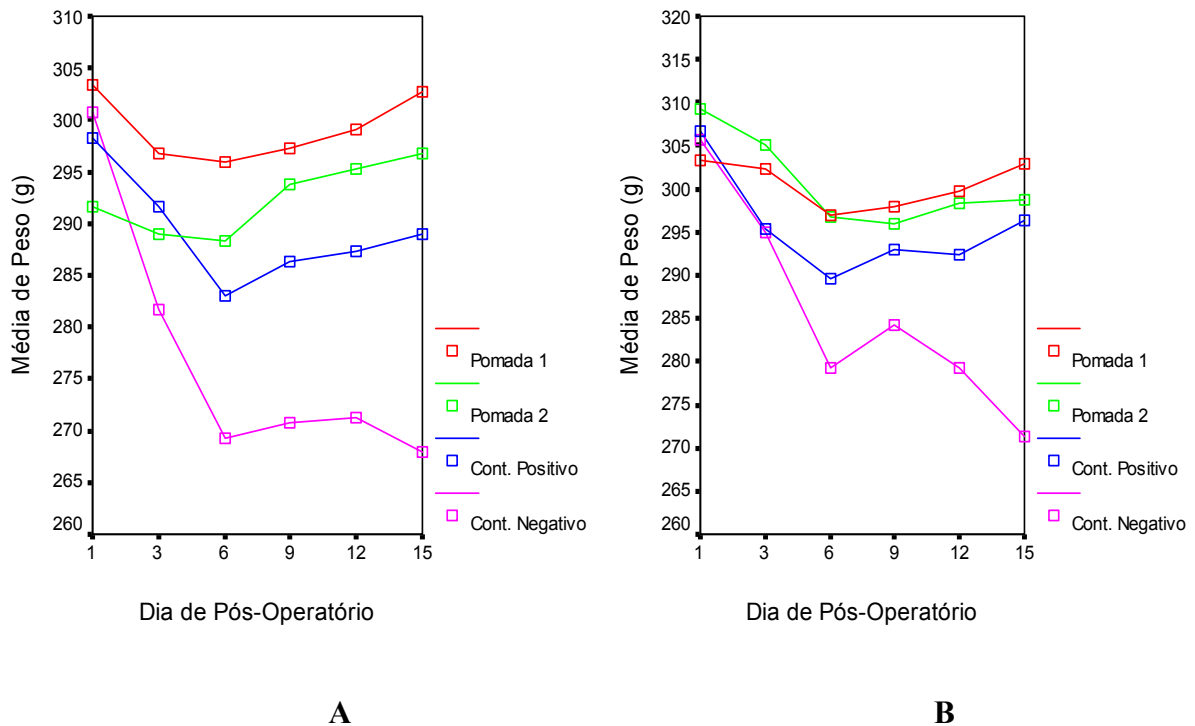 310
305
300
295
290
285
280
275
270
265
260
Média de Peso (g)
1 3 6 9 12 15
Dia de Pós-Operatório
Pomada 1
Pomada 2
Cont. Positivo
Cont. Negativo
A
320
315
310
305
300
295
290
285
280
275
270
265
260
Média de Peso (g)
1 3 6 9 12 15
Dia de Pós-Operatório
Pomada 1
Pomada 2
Cont. Positivo
Cont. Negativo
B